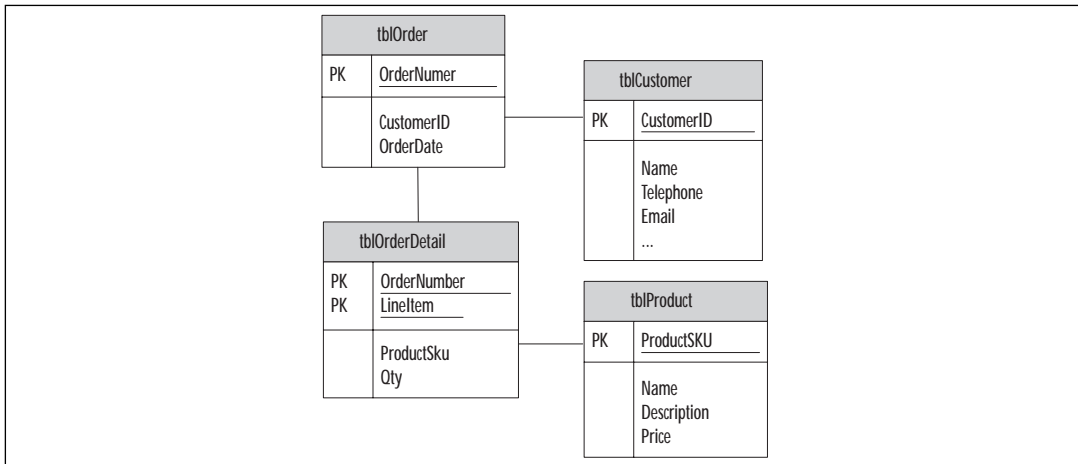 tblOrder
PK OrderNumer
CustomerID
OrderDate
tblCustomer
PK CustomerID
Name
Telephone
Email
...
tblOrderDetail
PK OrderNumber
PK LineItem
ProductSku
Qty
tblProduct
PK ProductSKU
Name
Description
Price